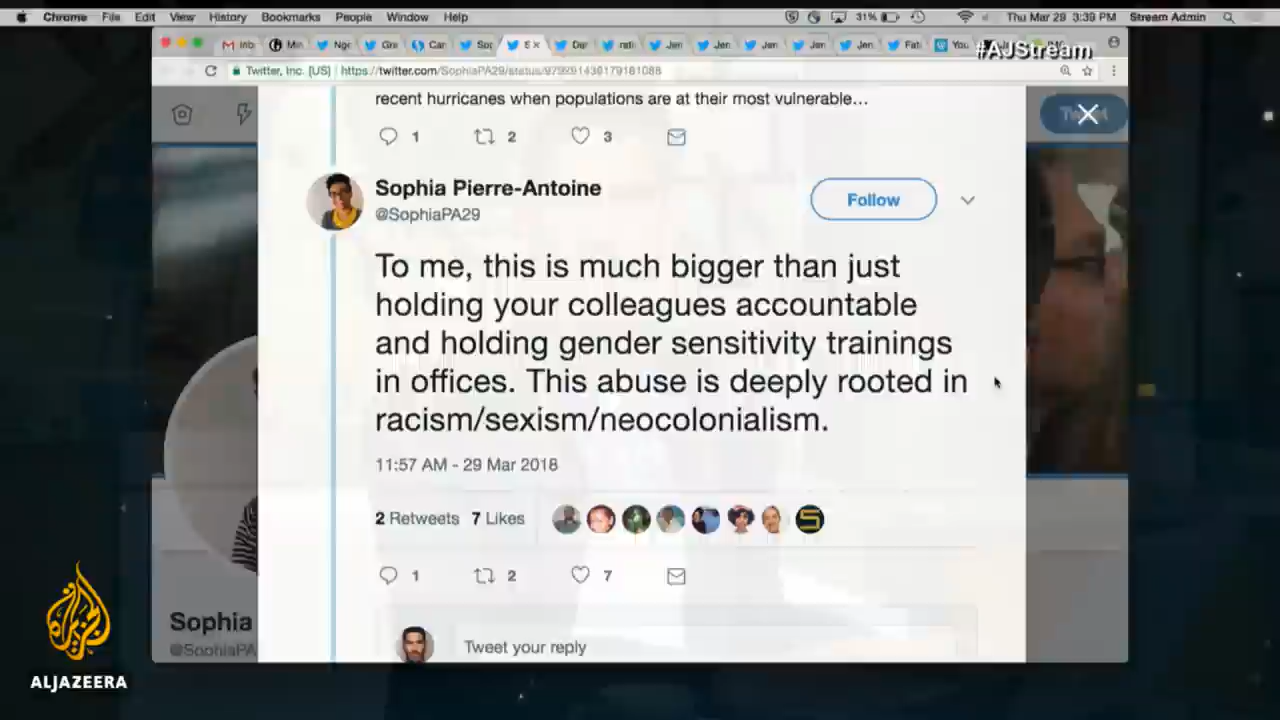 Chrome File Edit View History Bookmarks People Window Help
31%
Thu Mar 29 3:39 PM Stream Admin
#AJStream
Twitter, Inc. [US] https://twitter.com/SophiaPA29/status/
recent hurricanes when populations are at their most vulnerable…
1 2 3
Sophia Pierre-Antoine
@SophiaPA29
Follow
To me, this is much bigger than just
holding your colleagues accountable
and holding gender sensitivity trainings
in offices. This abuse is deeply rooted in
racism/sexism/neocolonialism.
11:57 AM - 29 Mar 2018
2 Retweets 7 Likes
1 2 7
Tweet your reply
Sophia
@SophiaPA
ALJAZEERA